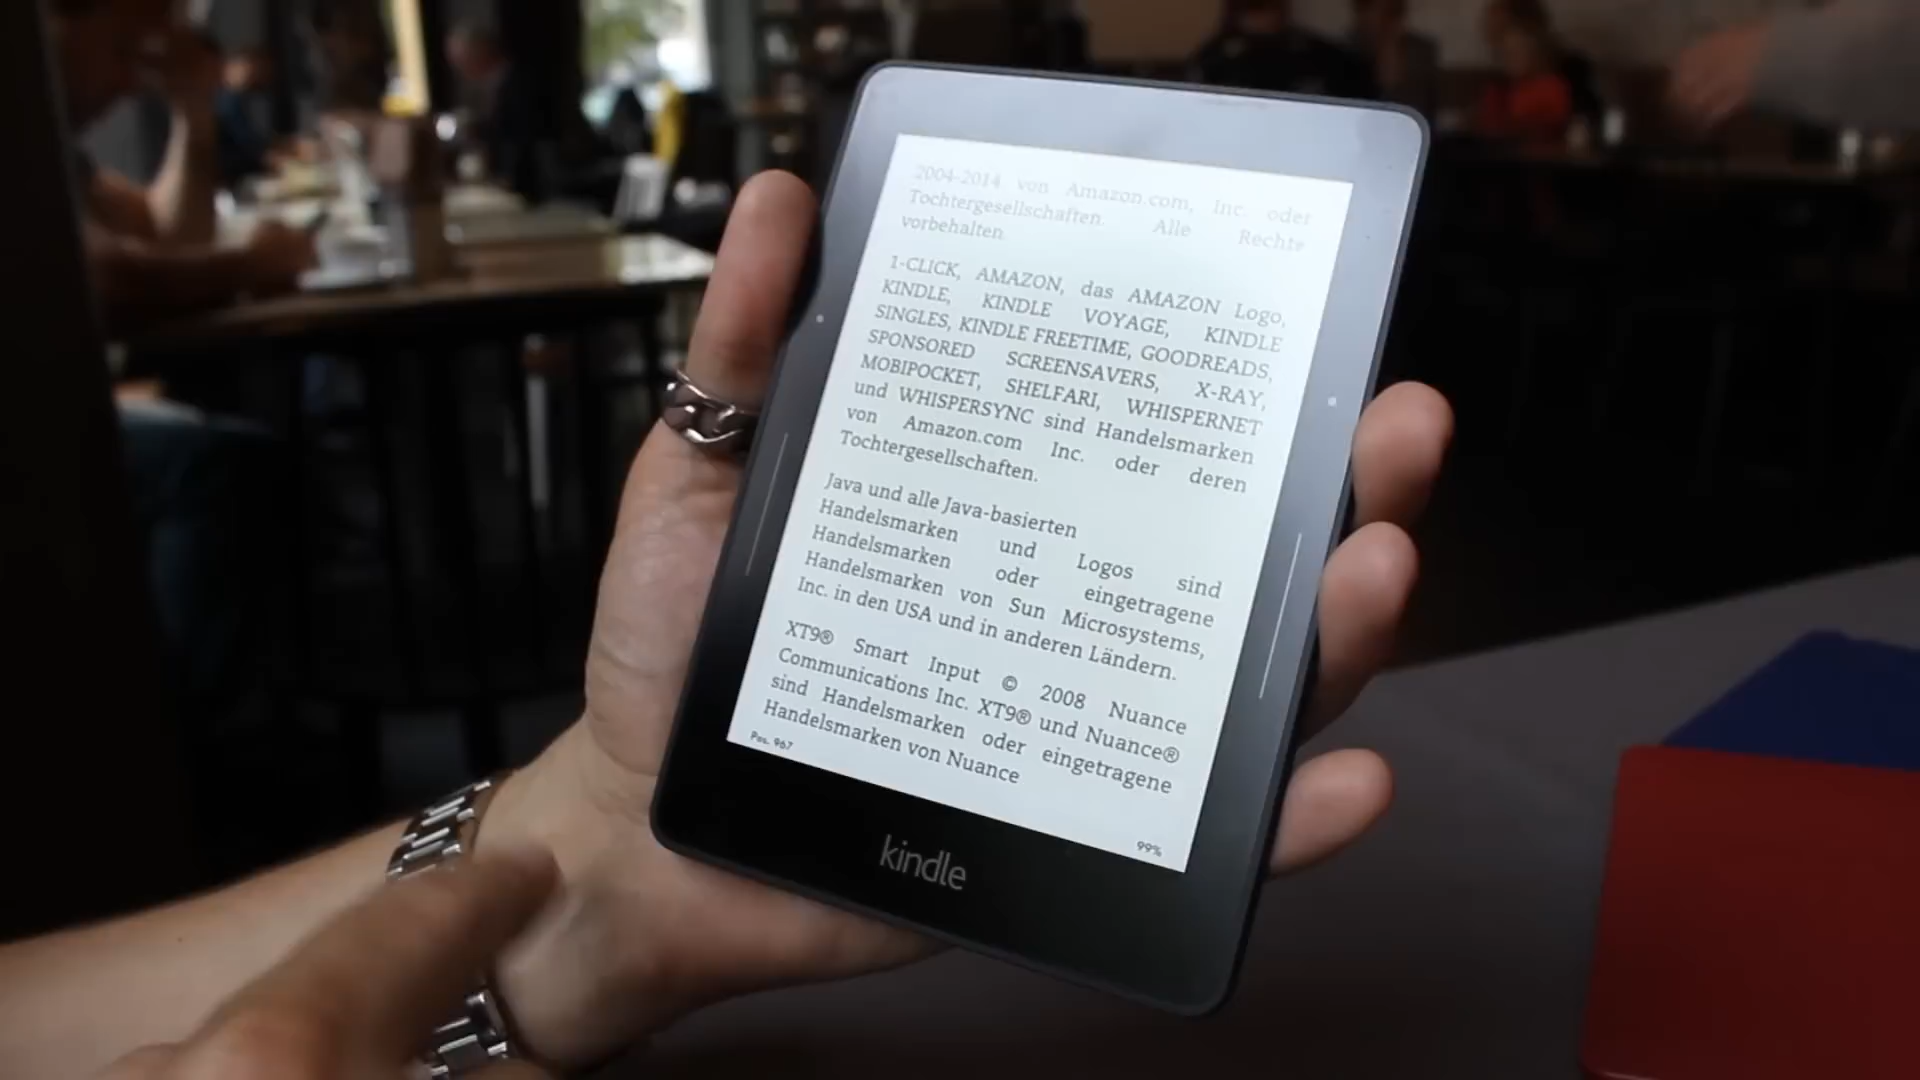 2004-2014 von Amazon.com, Inc. oder
Tochtergesellschaften. Alle Rechte
vorbehalten.
1-CLICK, AMAZON, das AMAZON Logo,
KINDLE, KINDLE VOYAGE, KINDLE
SINGLES, KINDLE FREETIME, GOODREADS,
SPONSORED SCREENSAVERS, X-RAY,
MOBIPOCKET, SHELFARI, WHISPERNET
und WHISPERSYNC sind Handelsmarken
von Amazon.com Inc. oder deren
Tochtergesellschaften.
Java und alle Java-basierten
Handelsmarken und Logos sind
Handelsmarken oder eingetragene
Handelsmarken von Sun Microsystems,
Inc. in den USA und in anderen Ländern.
XT9® Smart Input © 2008 Nuance
Communications Inc. XT9® und Nuance®
sind Handelsmarken oder eingetragene
Handelsmarken von Nuance
Pos. 967 99%
kindle